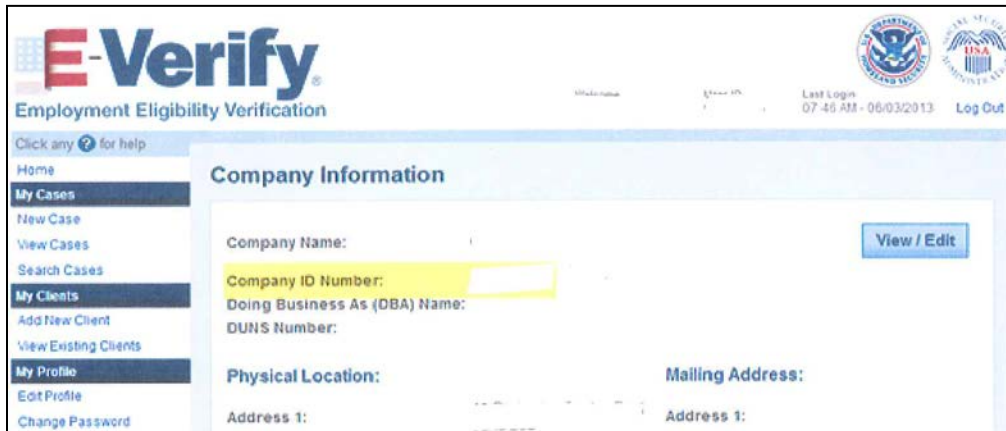 E-Verify®
Employment Eligibility Verification
Last Login
07:46 AM - 06/03/2013
Log Out
Click any ? for help
Home
My Cases
New Case
View Cases
Search Cases
My Clients
Add New Client
View Existing Clients
My Profile
Edit Profile
Change Password
Company Information
View / Edit
Company Name:
Company ID Number:
Doing Business As (DBA) Name:
DUNS Number:
Physical Location:
Address 1:
Mailing Address:
Address 1: